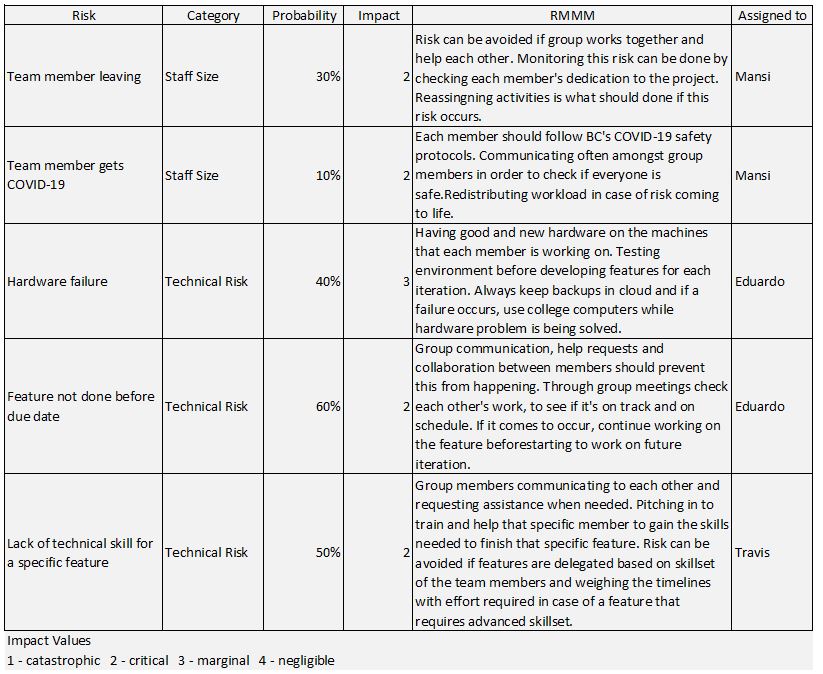 Risk Category Probability Impact RMMM Assigned to
Team member leaving
Staff Size
30%
2
Risk can be avoided if group works together and
help each other. Monitoring this risk can be done by
checking each member's dedication to the project.
Reassingning activities is what should done if this
risk occurs.
Mansi
Team member gets
COVID-19
Staff Size
10%
2
Each member should follow BC's COVID-19 safety
protocols. Communicating often amongst group
members in order to check if everyone is
safe.Redistributing workload in case of risk coming
to life.
Mansi
Hardware failure
Technical Risk
40%
3
Having good and new hardware on the machines
that each member is working on. Testing
environment before developing features for each
iteration. Always keep backups in cloud and if a
failure occurs, use college computers while
hardware problem is being solved.
Eduardo
Feature not done before
due date
Technical Risk
60%
2
Group communication, help requests and
collaboration between members should prevent
this from happening. Through group meetings check
each other's work, to see if it's on track and on
schedule. If it comes to occur, continue working on
the feature beforestarting to work on future
iteration.
Eduardo
Lack of technical skill for
a specific feature
Technical Risk
50%
2
Group members communicating to each other and
requesting assistance when needed. Pitching in to
train and help that specific member to gain the skills
needed to finish that specific feature. Risk can be
avoided if features are delegated based on skillset
of the team members and weighing the timelines
with effort required in case of a feature that
requires advanced skillset.
Travis
Impact Values
1 - catastrophic 2 - critical 3 - marginal 4 - negligible